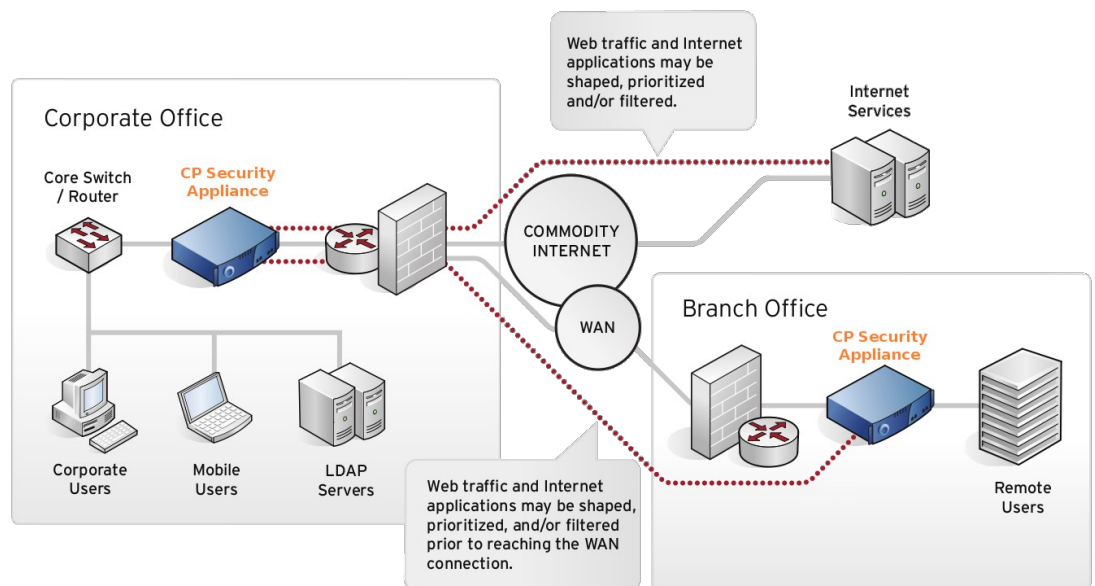 Web traffic and Internet
applications may be
shaped, prioritized
and/or filtered.
Internet
Services
Corporate Office
Core Switch
/ Router
CP Security
Appliance
COMMODITY
INTERNET
WAN
Branch Office
CP Security
Appliance
Corporate
Users
Mobile
Users
LDAP
Servers
Web traffic and Internet
applications may be shaped,
prioritized, and/or filtered
prior to reaching the WAN
connection.
Remote
Users